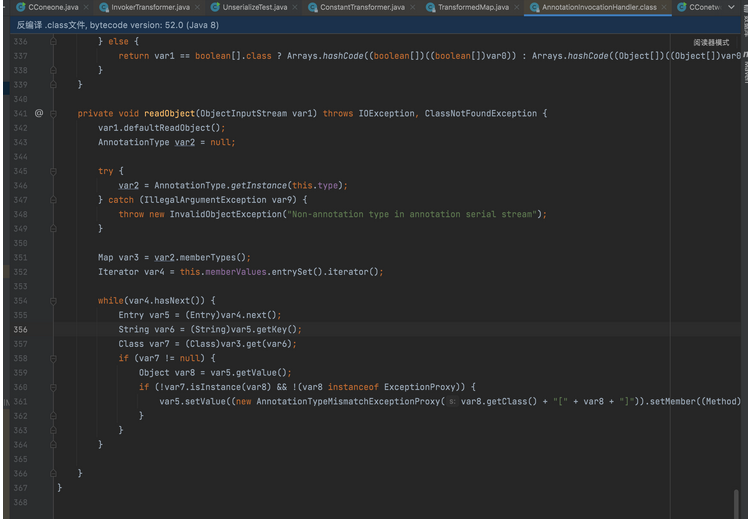 CConeone.java InvokerTransformer.java UnserializeTest.java ConstantTransformer.java TransformedMap.java AnnotationInvocationHandler.class CConetw
反编译 .class文件, bytecode version: 52.0 (Java 8)
阅读器模式
336 } else {
337 return var1 == boolean[].class ? Arrays.hashCode((boolean[])((boolean[])var0)) : Arrays.hashCode((Object[])((Object[])var0
338 }
339 }
340
341 @ private void readObject(ObjectInputStream var1) throws IOException, ClassNotFoundException {
342 var1.defaultReadObject();
343 AnnotationType var2 = null;
344
345 try {
346 var2 = AnnotationType.getInstance(this.type);
347 } catch (IllegalArgumentException var9) {
348 throw new InvalidObjectException("Non-annotation type in annotation serial stream");
349 }
350
351 Map var3 = var2.memberTypes();
352 Iterator var4 = this.memberValues.entrySet().iterator();
353
354 while(var4.hasNext()) {
355 Entry var5 = (Entry)var4.next();
356 String var6 = (String)var5.getKey();
357 Class var7 = (Class)var3.get(var6);
358 if (var7 != null) {
359 Object var8 = var5.getValue();
360 if (!var7.isInstance(var8) && !(var8 instanceof ExceptionProxy)) {
361 var5.setValue((new AnnotationTypeMismatchExceptionProxy( s: var8.getClass() + "[" + var8 + "]")).setMember((Method)
362 }
363 }
364 }
365
366 }
367 }
368